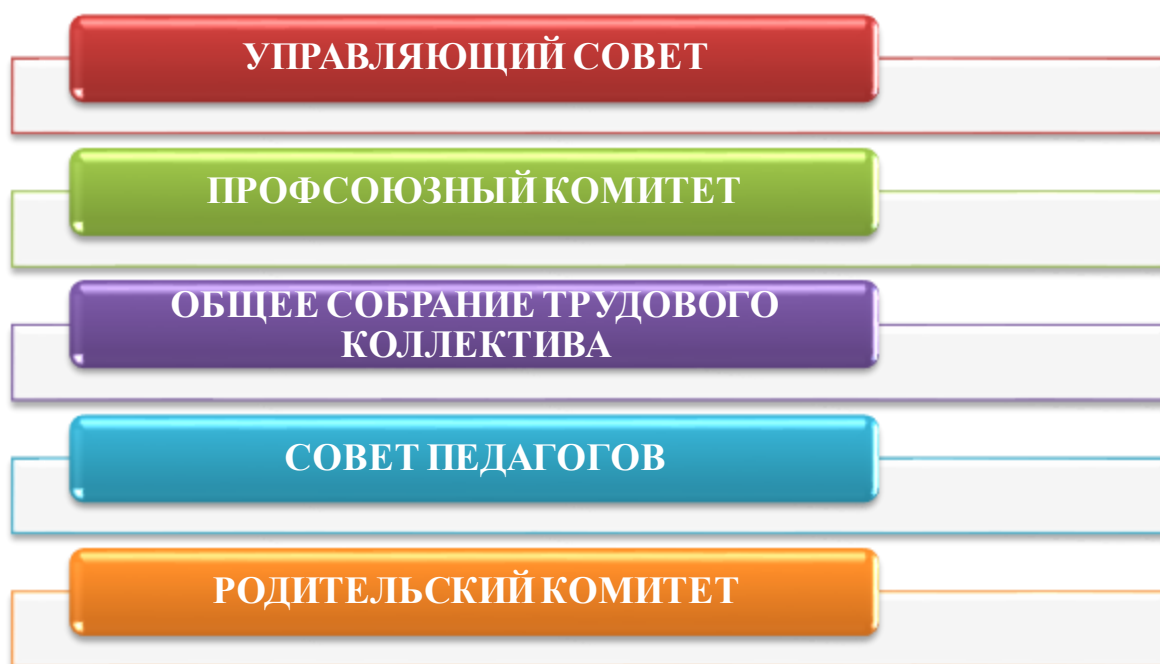 УПРАВЛЯЮЩИЙ СОВЕТ
ПРОФСОЮЗНЫЙ КОМИТЕТ
ОБЩЕЕ СОБРАНИЕ ТРУДОВОГО
КОЛЛЕКТИВА
СОВЕТ ПЕДАГОГОВ
РОДИТЕЛЬСКИЙ КОМИТЕТ